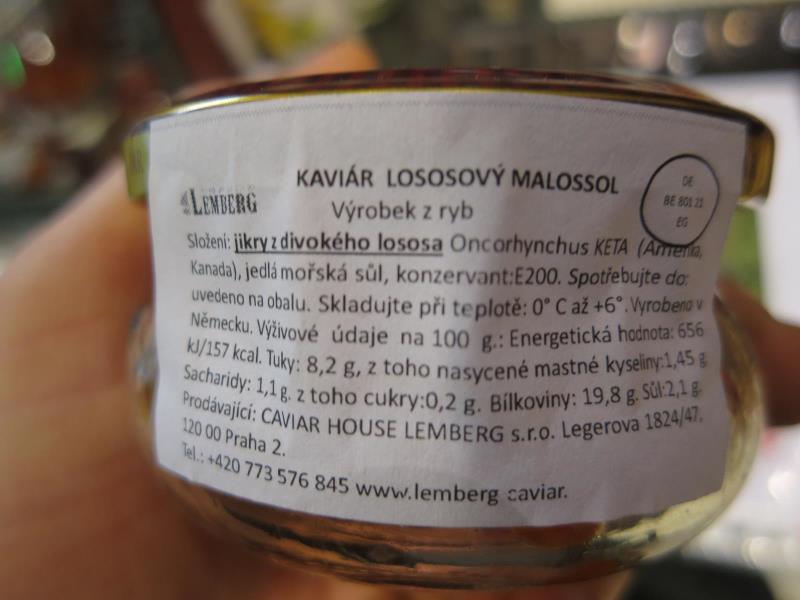 KAVIÁR LOSOSOVÝ MALOSSOL
LEMBERG
Výrobek z ryb
DE
BE 801 21
EG
Složení: jikry z divokého lososa Oncorhynchus KETA (Amerika,
Kanada), jedlá mořská sůl, konzervant:E200. Spotřebujte do:
uvedeno na obalu. Skladujte při teplotě: 0° C až +6°. Vyrobeno v
Německu. Výživové údaje na 100 g.: Energetická hodnota: 656
kJ/157 kcal. Tuky: 8,2 g, z toho nasycené mastné kyseliny:1,45 g.
Sacharidy: 1,1 g. z toho cukry:0,2 g. Bílkoviny: 19,8 g. Sůl:2,1 g.
Prodávající: CAVIAR HOUSE LEMBERG s.r.o. Legerova 1824/47,
120 00 Praha 2.
Tel.: +420 773 576 845 www.lemberg caviar.